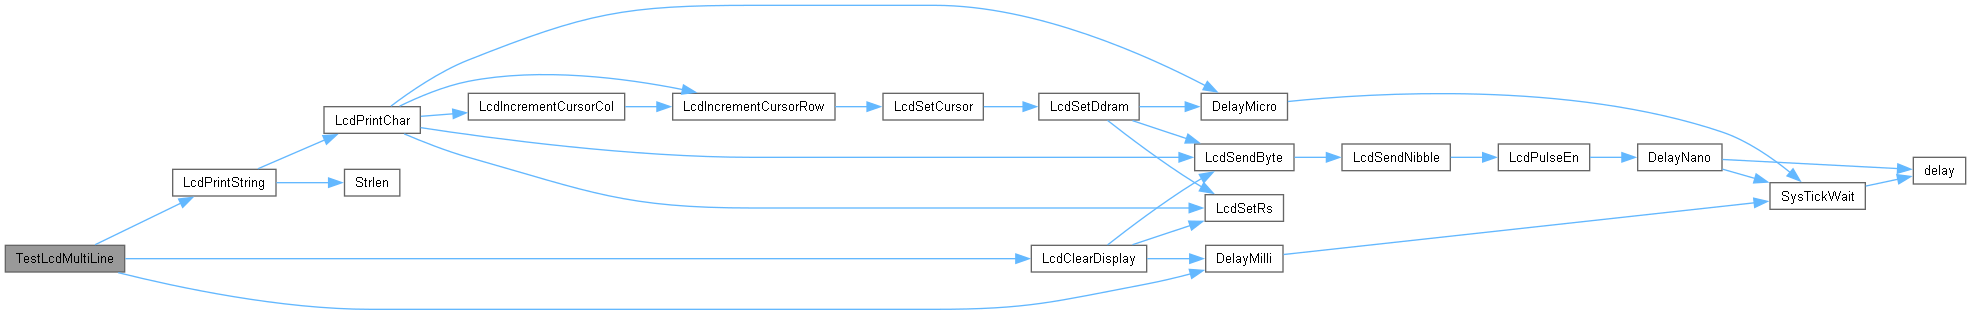 TestLcdMultiLine
LcdPrintString
LcdPrintChar
Strlen
LcdIncrementCursorCol
LcdIncrementCursorRow
LcdSetCursor
LcdSetDdram
LcdClearDisplay
DelayMicro
LcdSendByte
LcdSetRs
DelayMilli
LcdSendNibble
LcdPulseEn
DelayNano
SysTickWait
delay